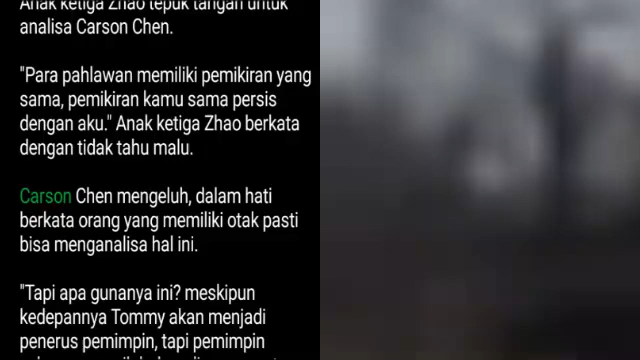 Anak ketiga Zhao tepuk tangan untuk
analisa Carson Chen.
"Para pahlawan memiliki pemikiran yang
sama, pemikiran kamu sama persis
dengan aku." Anak ketiga Zhao berkata
dengan tidak tahu malu.
Carson Chen mengeluh, dalam hati
berkata orang yang memiliki otak pasti
bisa menganalisa hal ini.
"Tapi apa gunanya ini? meskipun
kedepannya Tommy akan menjadi
penerus pemimpin, tapi pemimpin